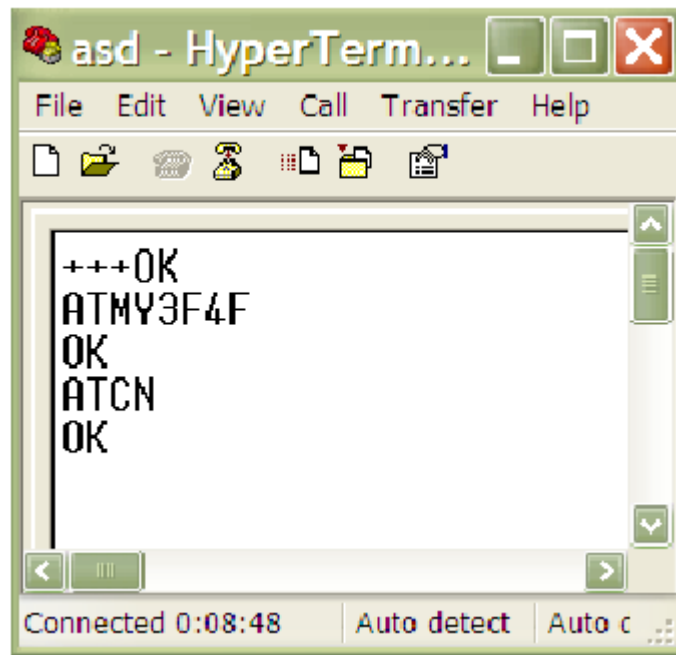 asd - HyperTerm...
File Edit View Call Transfer Help
+++OK
ATMY3F4F
OK
ATCN
OK
Connected 0:08:48 Auto detect Auto c